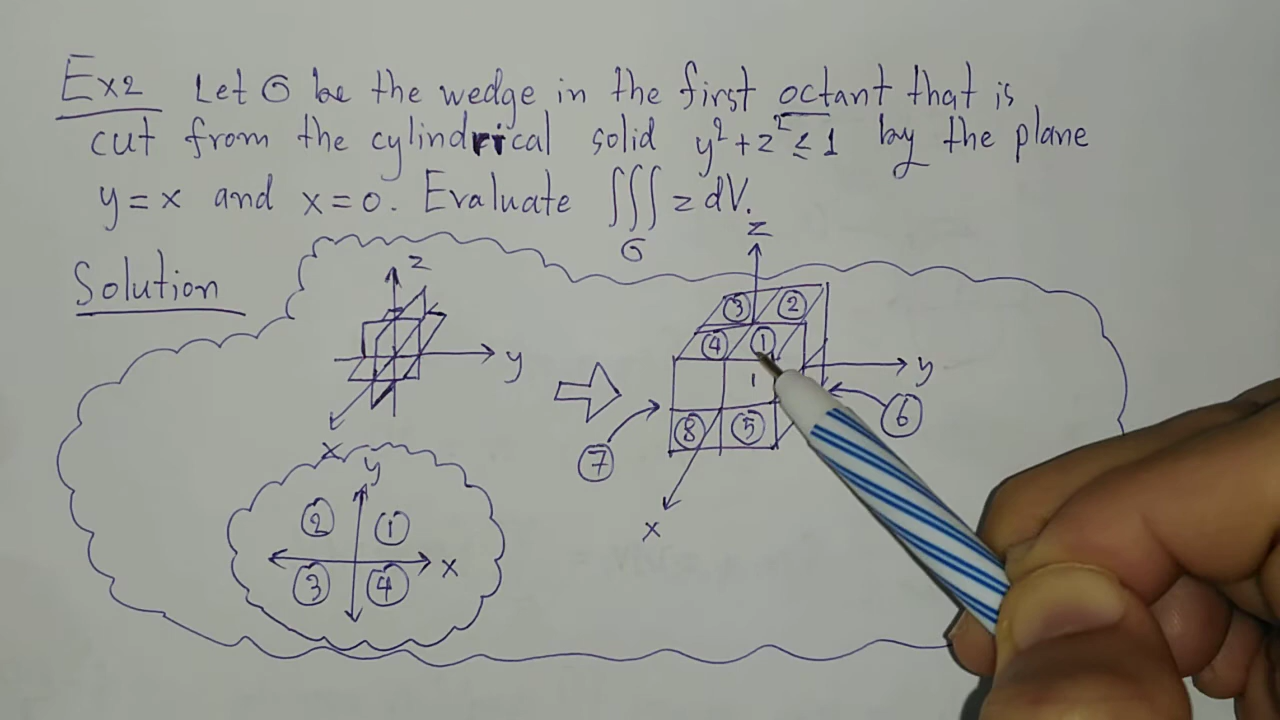 Ex2 Let G be the wedge in the first octant that is
cut from the cylindrical solid y²+z²≤1 by the plane
y=x and x=0. Evaluate ∭ z dV.
G
Solution
z
y
x
z
③ ②
④ ①
1
⑧ ⑤
y
⑥
⑦
x
y
② ①
x
③ ④